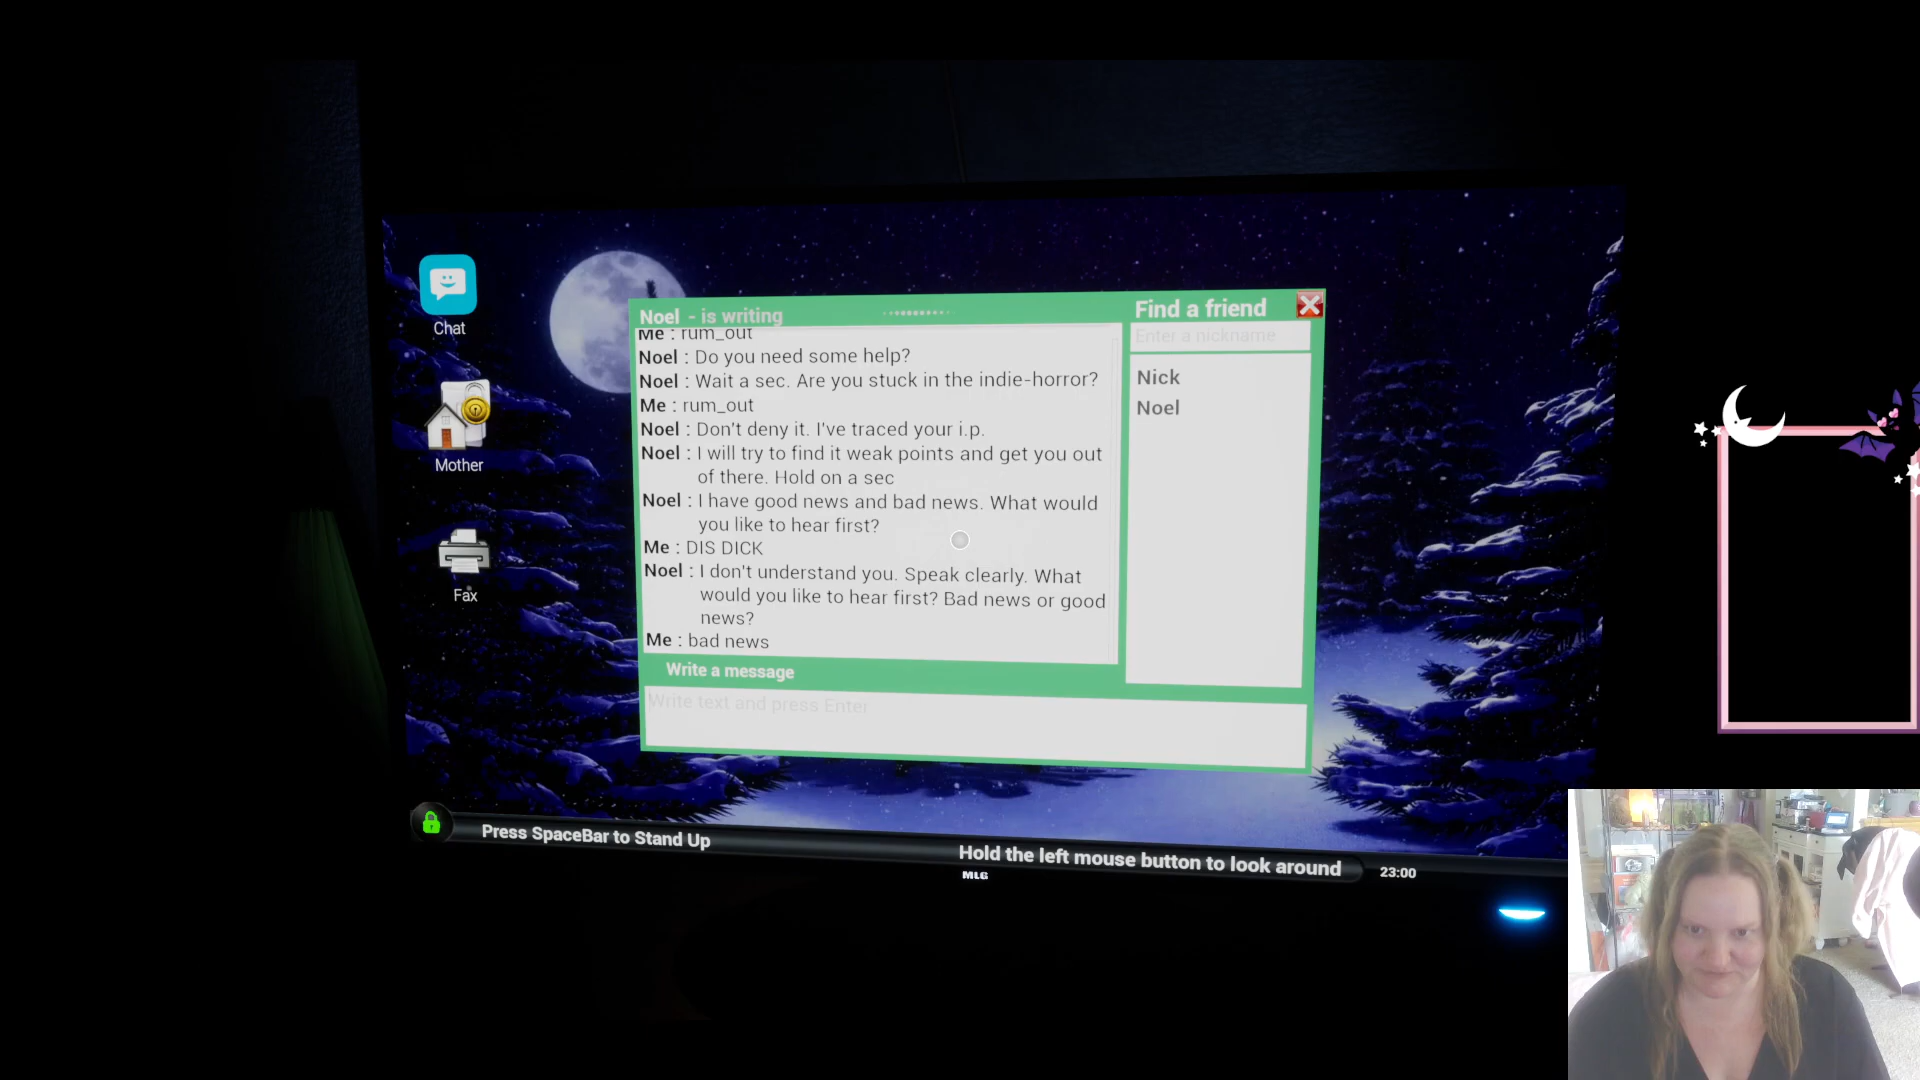 Noel - is writing
Find a friend
Enter a nickname
Me : rum_out
Noel : Do you need some help?
Noel : Wait a sec. Are you stuck in the indie-horror?
Me : rum_out
Noel : Don't deny it. I've traced your i.p.
Noel : I will try to find it weak points and get you out
of there. Hold on a sec
Noel : I have good news and bad news. What would
you like to hear first?
Me : DIS DICK
Noel : I don't understand you. Speak clearly. What
would you like to hear first? Bad news or good
news?
Me : bad news
Nick
Noel
Write a message
Write text and press Enter
Chat
Mother
Fax
Press SpaceBar to Stand Up
Hold the left mouse button to look around
23:00
MLG